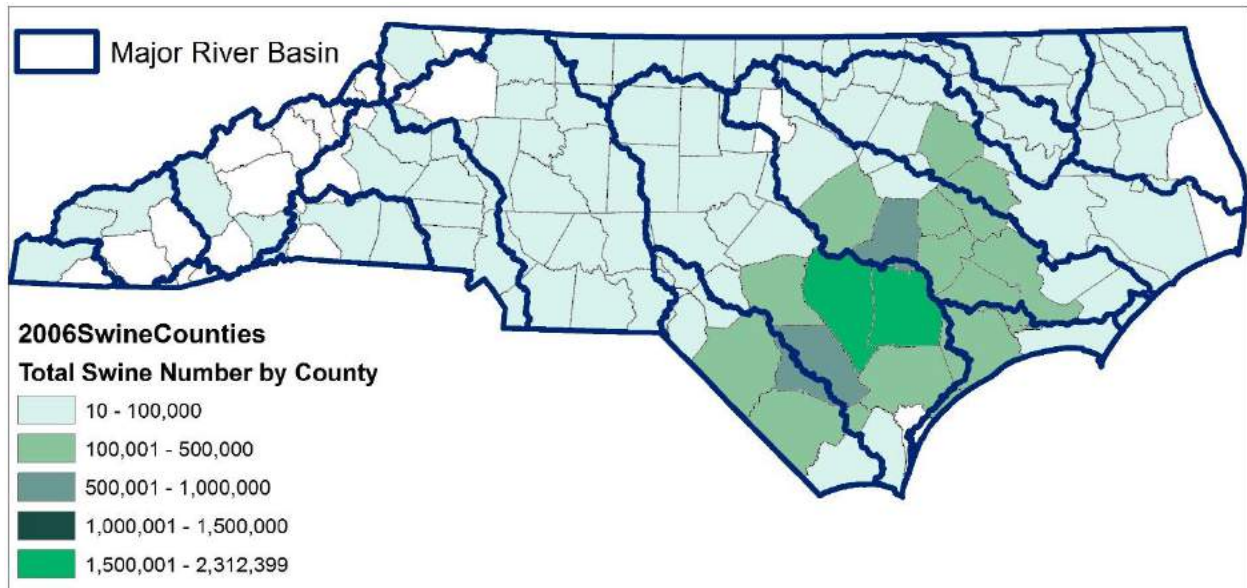 Major River Basin
2006SwineCounties
Total Swine Number by County
10 - 100,000
100,001 - 500,000
500,001 - 1,000,000
1,000,001 - 1,500,000
1,500,001 - 2,312,399